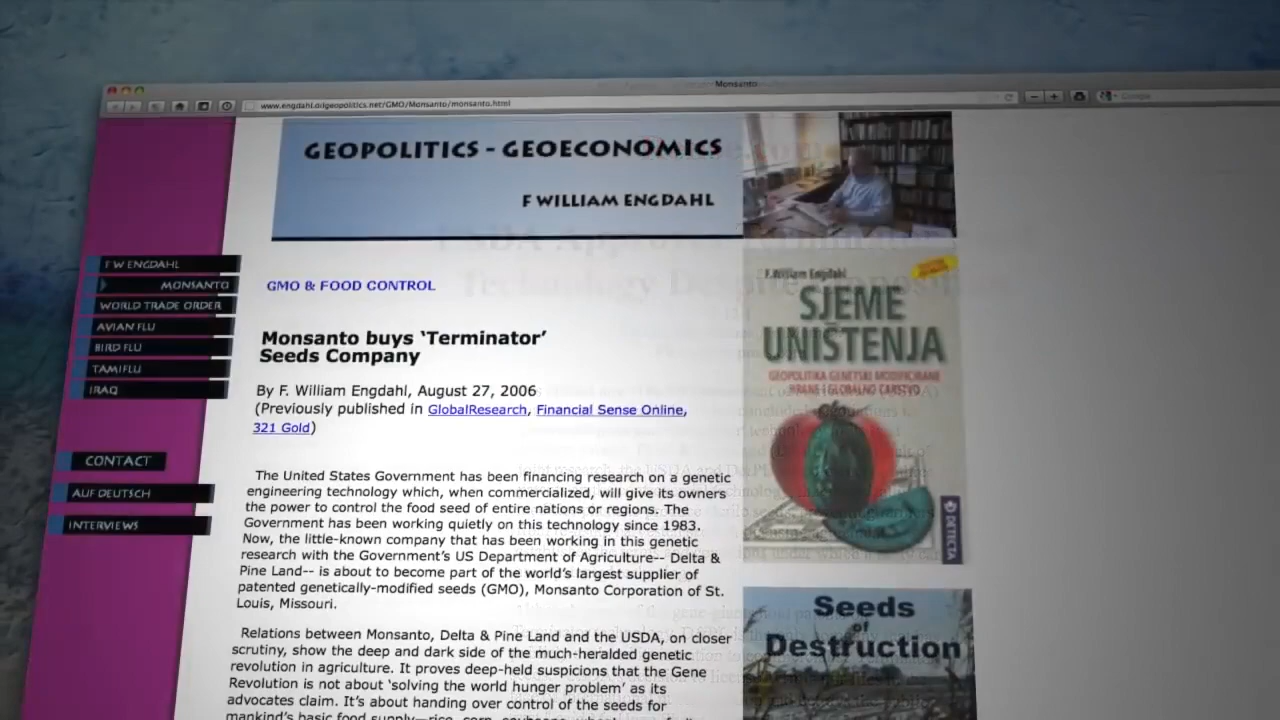 Monsanto
www.engdahl.oilgeopolitics.net/GMO/Monsanto/monsanto.html
Google
GEOPOLITICS - GEOECONOMICS
F WILLIAM ENGDAHL
F W ENGDAHL
MONSANTO
WORLD TRADE ORDER
AVIAN FLU
BIRD FLU
TAMIFLU
IRAQ
CONTACT
AUF DEUTSCH
INTERVIEWS
GMO & FOOD CONTROL
Monsanto buys ‘Terminator’
Seeds Company
By F. William Engdahl, August 27, 2006
(Previously published in GlobalResearch, Financial Sense Online,
321 Gold)
The United States Government has been financing research on a genetic
engineering technology which, when commercialized, will give its owners
the power to control the food seed of entire nations or regions. The
Government has been working quietly on this technology since 1983.
Now, the little-known company that has been working in this genetic
research with the Government’s US Department of Agriculture-- Delta &
Pine Land-- is about to become part of the world’s largest supplier of
patented genetically-modified seeds (GMO), Monsanto Corporation of St.
Louis, Missouri.
Relations between Monsanto, Delta & Pine Land and the USDA, on closer
scrutiny, show the deep and dark side of the much-heralded genetic
revolution in agriculture. It proves deep-held suspicions that the Gene
Revolution is not about ‘solving the world hunger problem’ as its
advocates claim. It’s about handing over control of the seeds for
mankind’s basic food supply—rice, corn, soybeans, wheat
F. William Engdahl
SJEME
UNIŠTENJA
GEOPOLITIKA GENETSKI MODIFICIRANE
HRANE I GLOBALNO CARSTVO
DETECTA
Seeds
of
Destruction